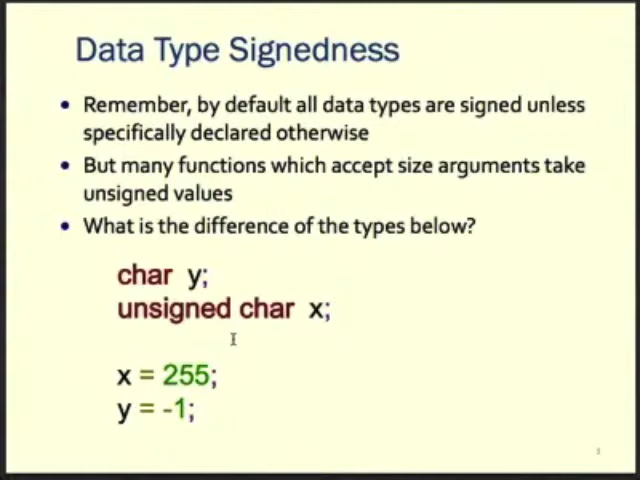 Data Type Signedness
• Remember, by default all data types are signed unless
specifically declared otherwise
• But many functions which accept size arguments take
unsigned values
• What is the difference of the types below?
char y;
unsigned char x;
x = 255;
y = -1;
3